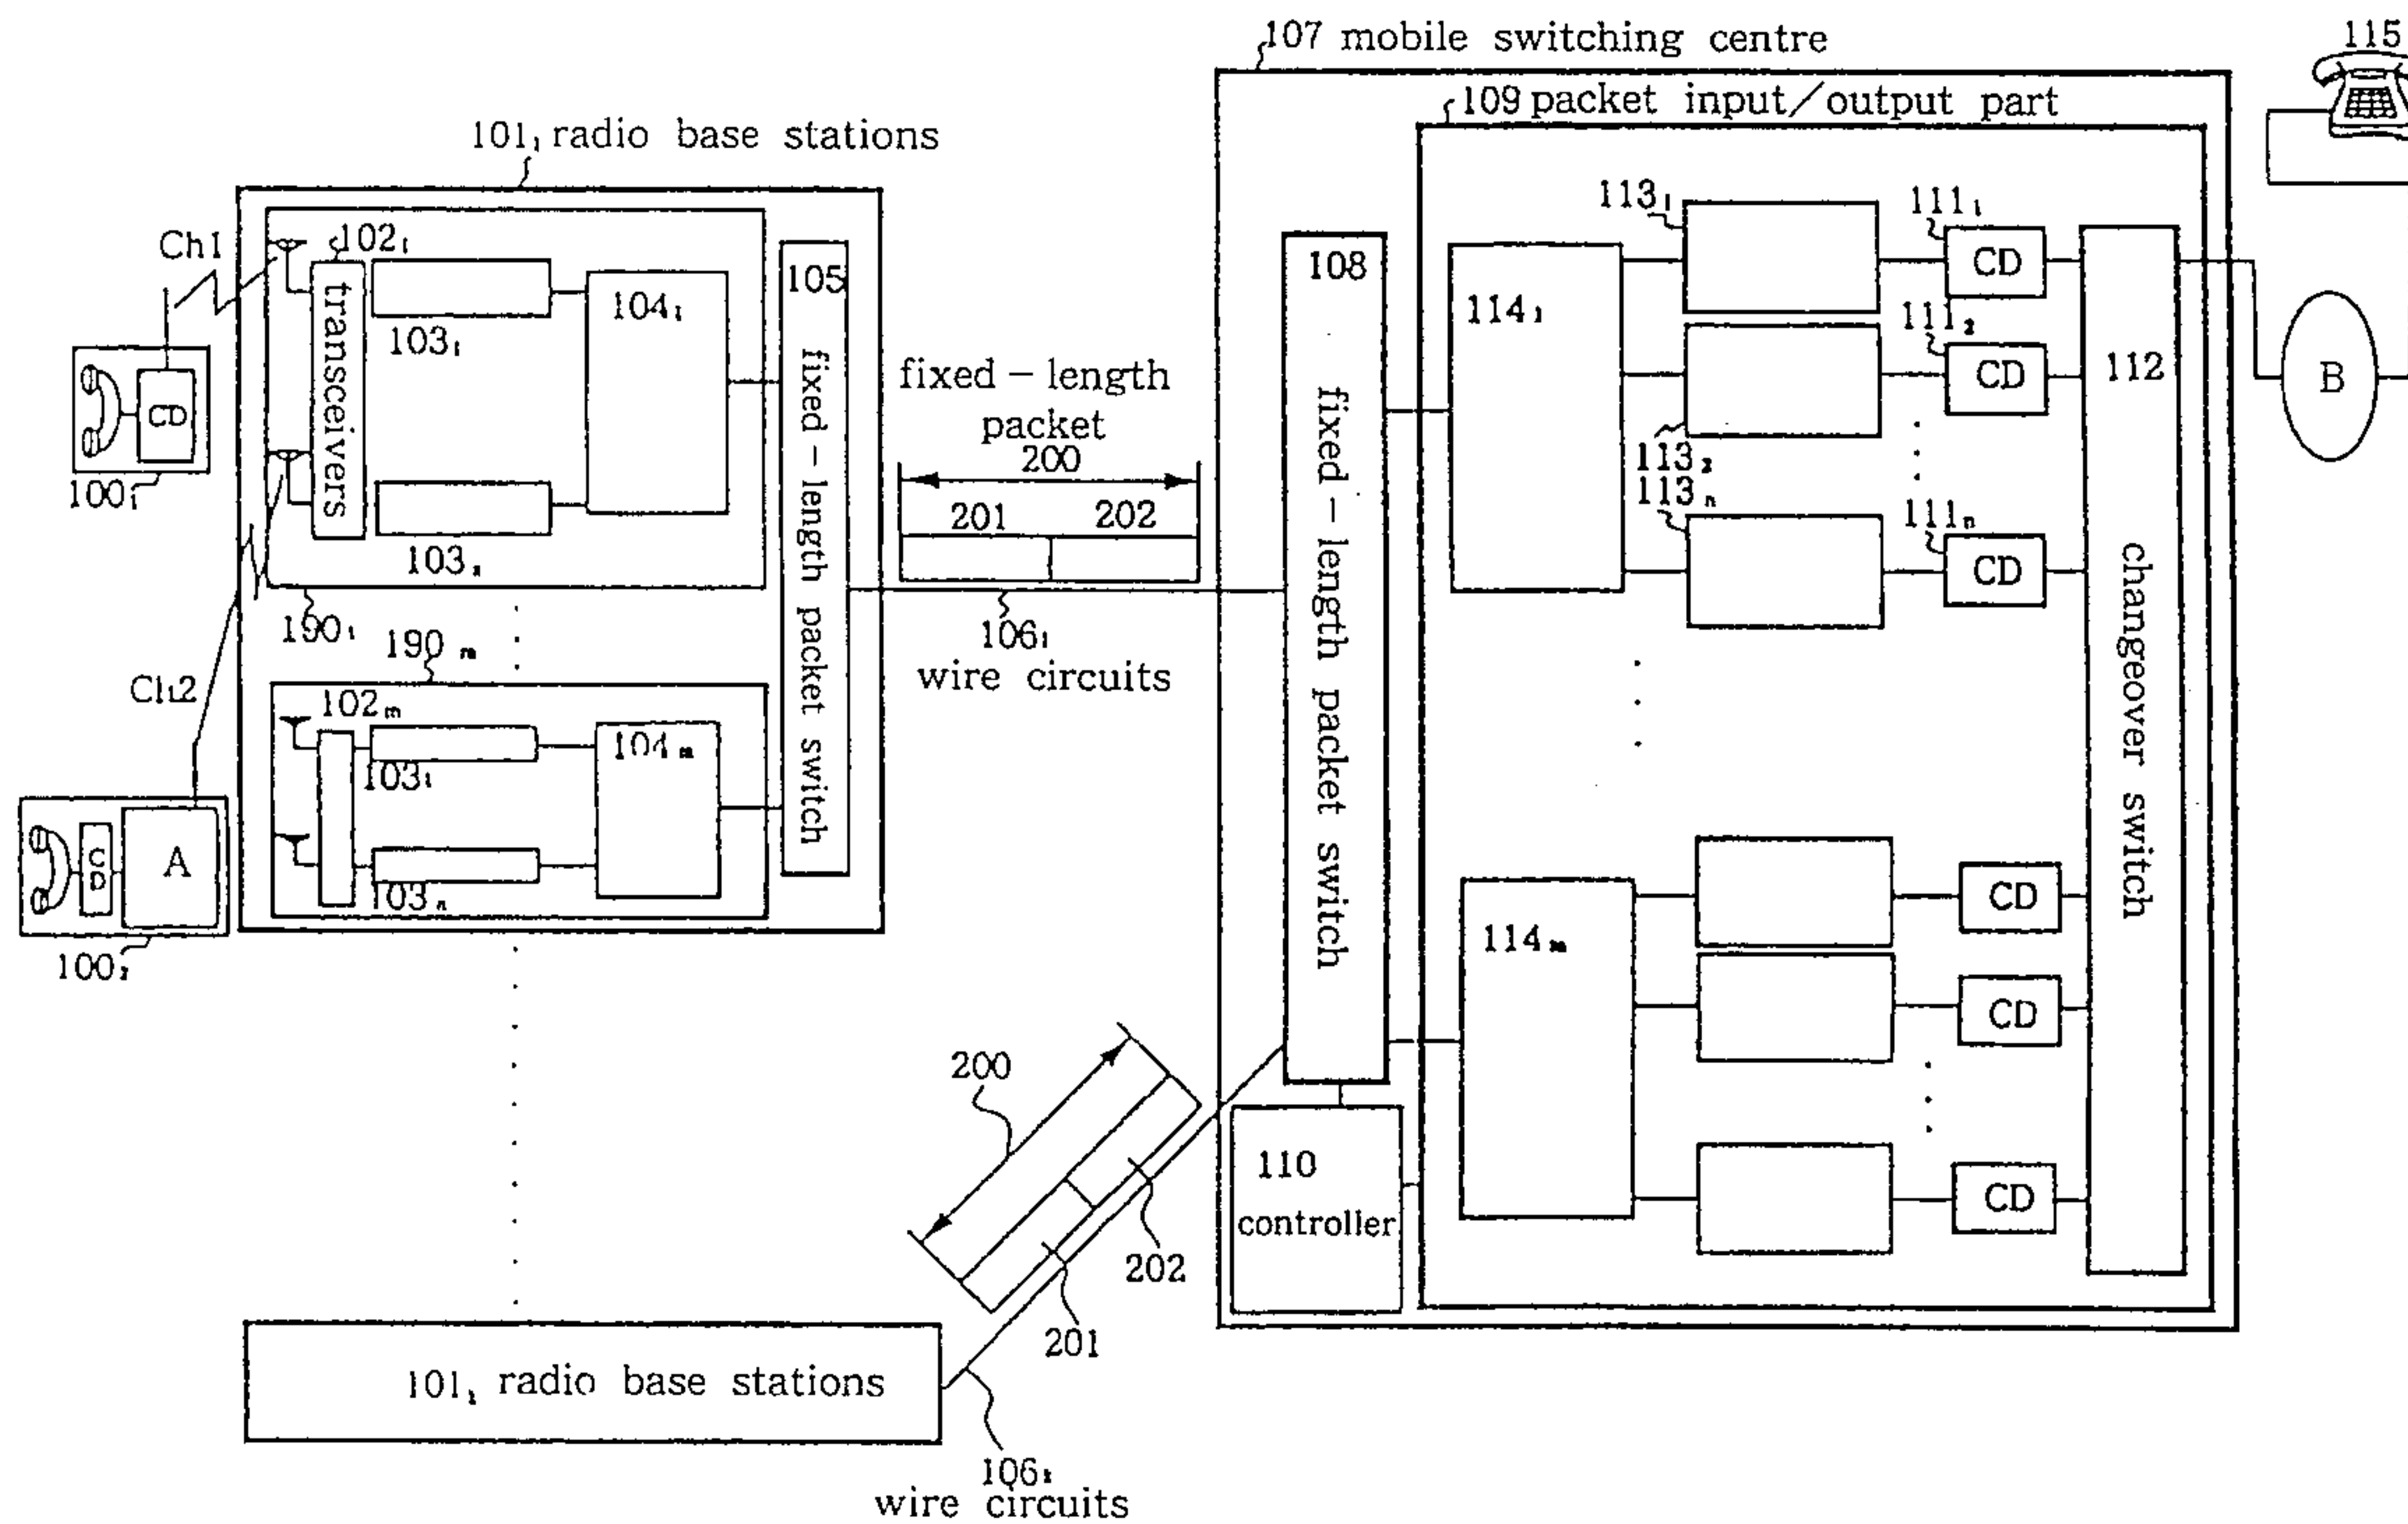 107 mobile switching centre
115
109 packet input/output part
101₁ radio base stations
Ch1
102₁
transceivers
103₁
104₁
105
fixed-length packet switch
CD
100₁
103ₙ
190₁
190ₘ
Ch2
102ₘ
103₁
104ₘ
103ₙ
C
D
A
100₂
fixed-length
packet
200
201
202
106₁
wire circuits
108
fixed-length packet switch
114₁
113₁
111₁
CD
113₂
111₂
CD
113ₙ
111ₙ
CD
112
changeover switch
B
114ₘ
CD
CD
CD
110
controller
200
202
201
101₂ radio base stations
106₂
wire circuits